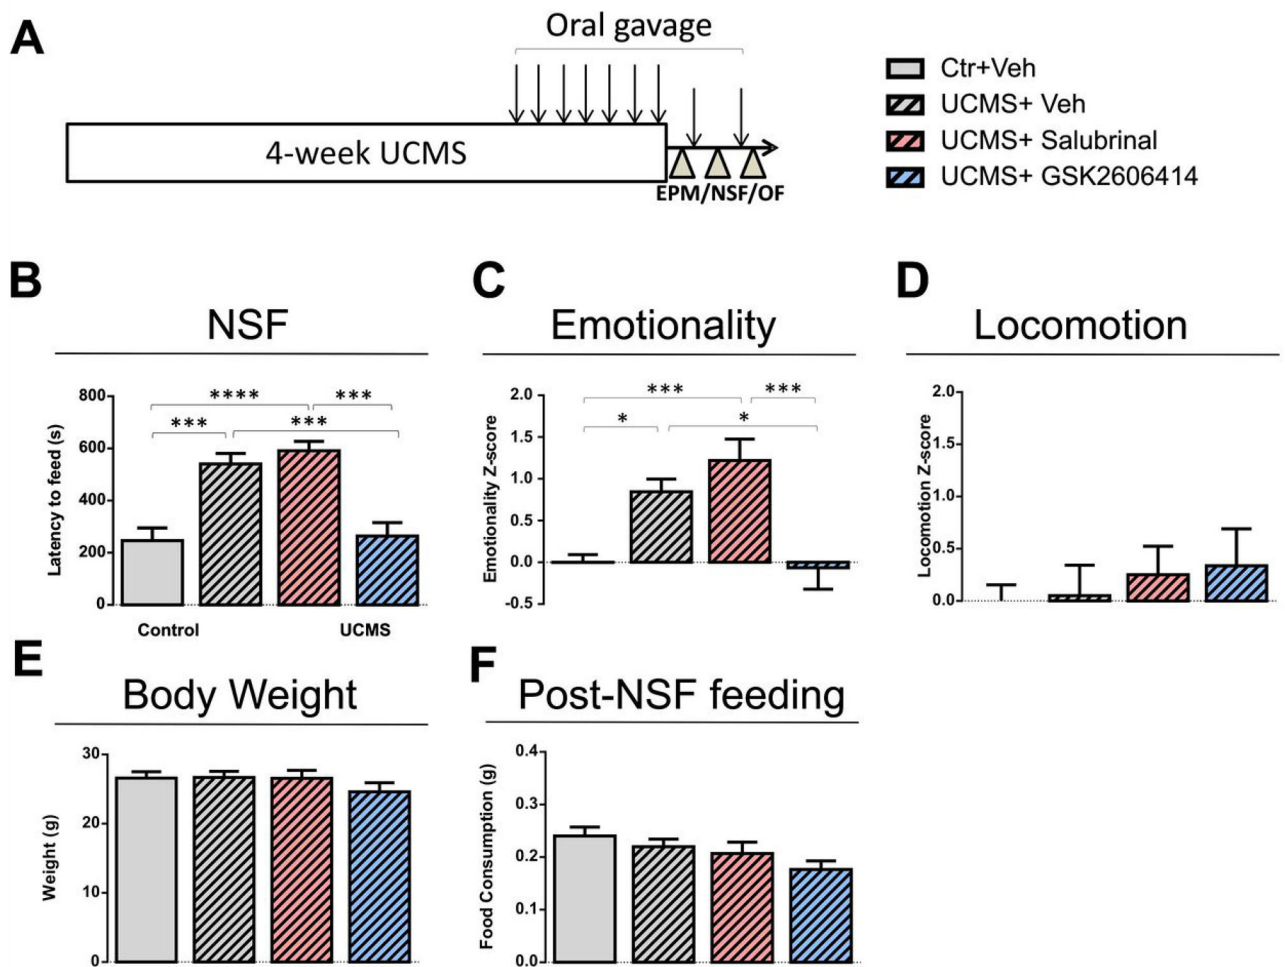 A
Oral gavage
4-week UCMS
EPM/NSF/OF
Ctr+Veh
UCMS+ Veh
UCMS+ Salubrinal
UCMS+ GSK2606414
B
NSF
Latency to feed (s)
800
600
400
200
0
****
***
***
***
Control
UCMS
C
Emotionality
Emotionality Z-score
2.0
1.5
1.0
0.5
0.0
-0.5
***
***
*
*
D
Locomotion
Locomotion Z-score
2.0
1.5
1.0
0.5
0.0
E
Body Weight
Weight (g)
30
20
10
0
F
Post-NSF feeding
Food Consumption (g)
0.4
0.3
0.2
0.1
0.0